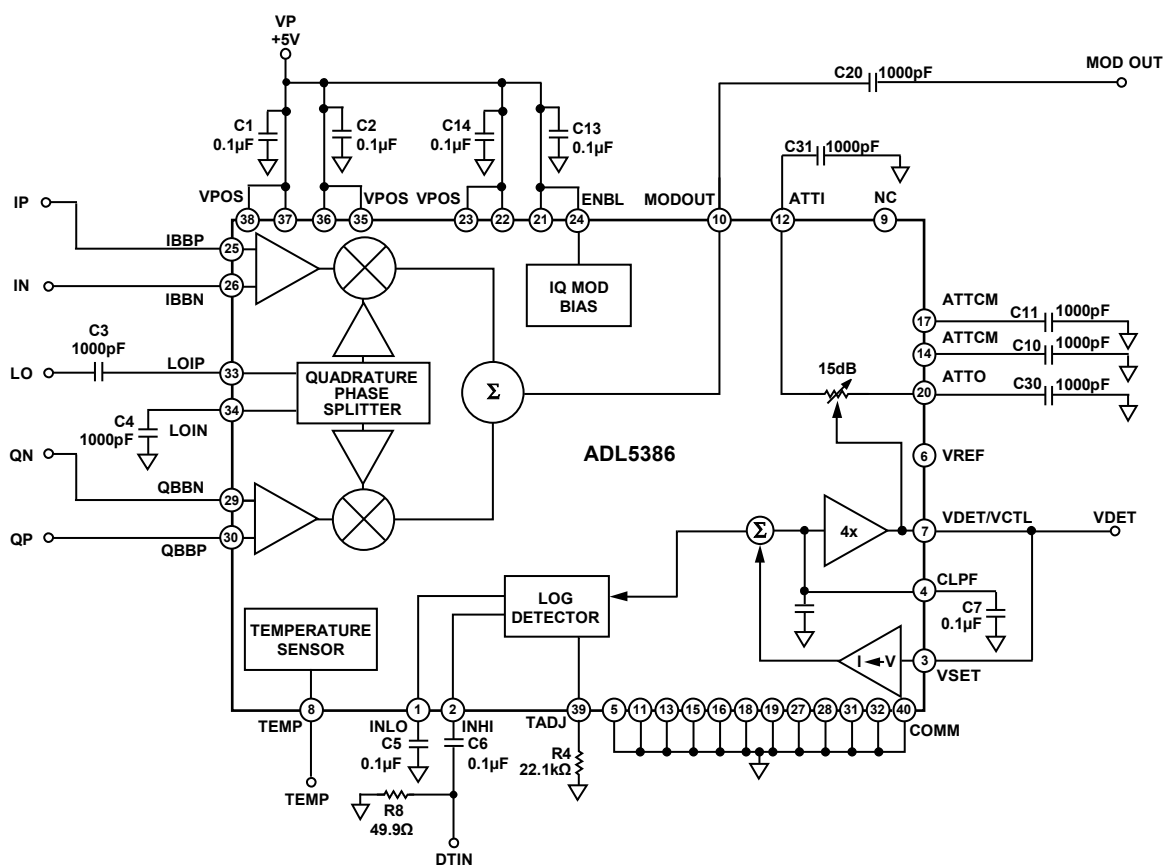 VP
+5V
C20
1000pF
MOD OUT
C1
0.1µF
C2
0.1µF
C14
0.1µF
C13
0.1µF
C31
1000pF
IP
VPOS
VPOS
VPOS
ENBL
MODOUT
ATTI
NC
38
37
36
35
23
22
21
24
10
12
9
IBBP
25
IN
26
IBBN
IQ MOD
BIAS
C3
1000pF
LO
LOIP
33
QUADRATURE
PHASE
SPLITTER
Σ
34
LOIN
C4
1000pF
ATTCM
17
C11
1000pF
ATTCM
14
C10
1000pF
15dB
20
ATTO
C30
1000pF
ADL5386
6
VREF
QN
QBBN
29
QP
30
QBBP
Σ
4x
7
VDET/VCTL
VDET
LOG
DETECTOR
4
CLPF
C7
0.1µF
TEMPERATURE
SENSOR
I
V
3
VSET
8
TEMP
1
INLO
2
INHI
39
TADJ
5
11
13
15
16
18
19
27
28
31
32
40
COMM
C5
0.1µF
C6
0.1µF
R4
22.1kΩ
TEMP
R8
49.9Ω
DTIN